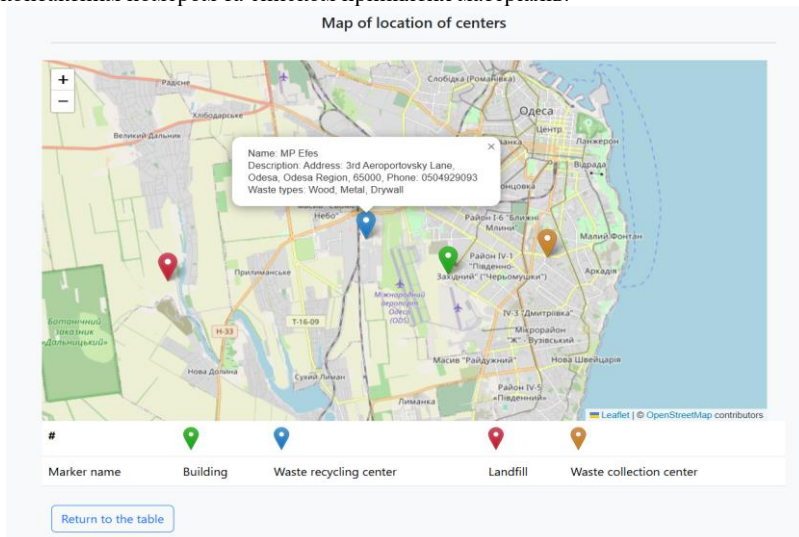 Map of location of centers
+
−
Радісне
Слобідка (Романівка)
Хлібодарське
Одеса
Великий Дальник
Центр
Ланжерон
Name: MP Efes
Description: Address: 3rd Aeroportovsky Lane,
Odesa, Odesa Region, 65000, Phone: 0504929093
Waste types: Wood, Metal, Drywall
×
Відрада
Небо"
Район І-6 "Ближні
Млини"
Малий Фонтан
Прилиманське
Район IV-1
"Південно-
Західний" ("Черьомушки")
Аркадія
Міжнародний
аеропорт
Одеса
(ODS)
Ботанічний
заказник
«Дальницький»
Н-33
Т-16-09
IV-3 "Дмитрівка"
Мікрорайон
"Ж" - Вузівський
Масив "Райдужний"
Нова Швейцарія
Нова Долина
Сухий Лиман
Лиманка
Район IV-5
«Південний»
Leaflet | © OpenStreetMap contributors
#
Marker name Building Waste recycling center Landfill Waste collection center
Return to the table